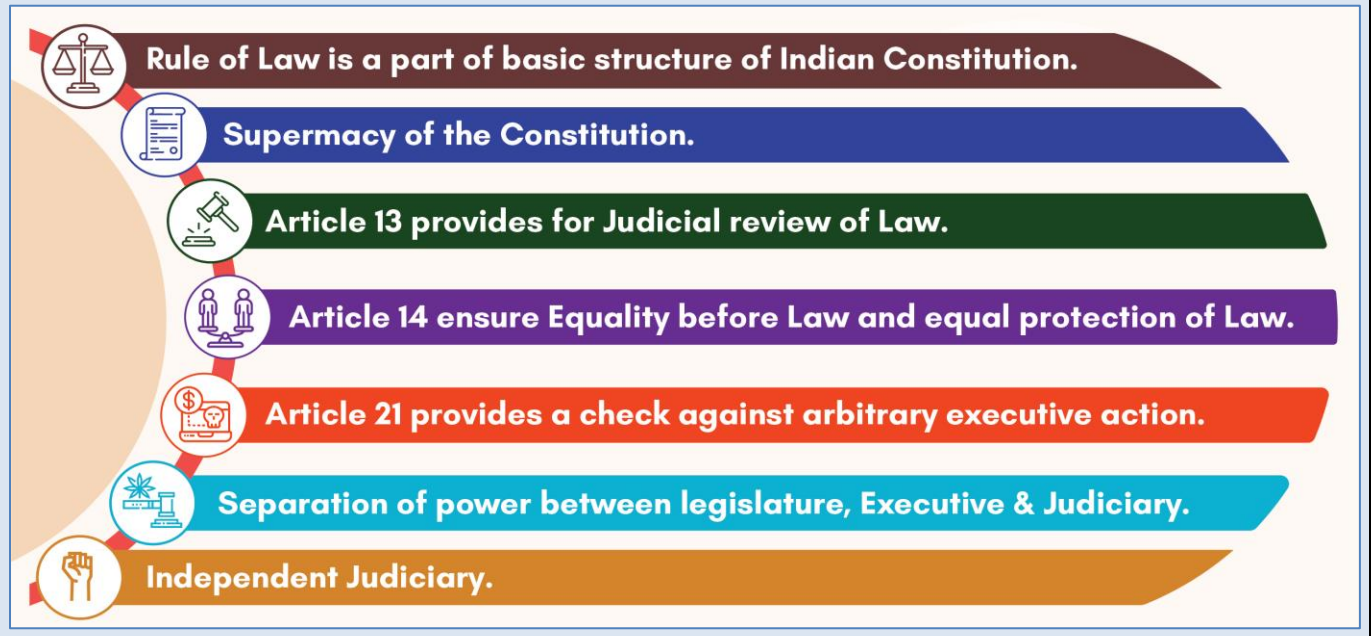 Rule of Law is a part of basic structure of Indian Constitution.
Supermacy of the Constitution.
Article 13 provides for Judicial review of Law.
Article 14 ensure Equality before Law and equal protection of Law.
$
Article 21 provides a check against arbitrary executive action.
Separation of power between legislature, Executive & Judiciary.
Independent Judiciary.